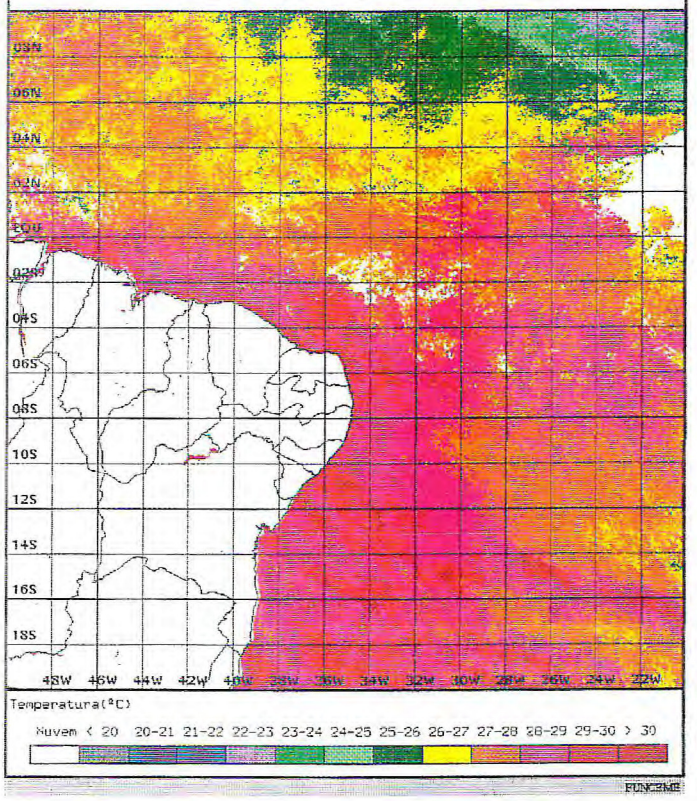 08N
06N
04N
02N
EQU
02S
04S
06S
08S
10S
12S
14S
16S
18S
48W 46W 44W 42W 40W 38W 36W 34W 32W 30W 28W 26W 24W 22W
Temperatura(ºC)
Nuvem < 20 20-21 21-22 22-23 23-24 24-25 25-26 26-27 27-28 28-29 29-30 > 30
FUNCEME